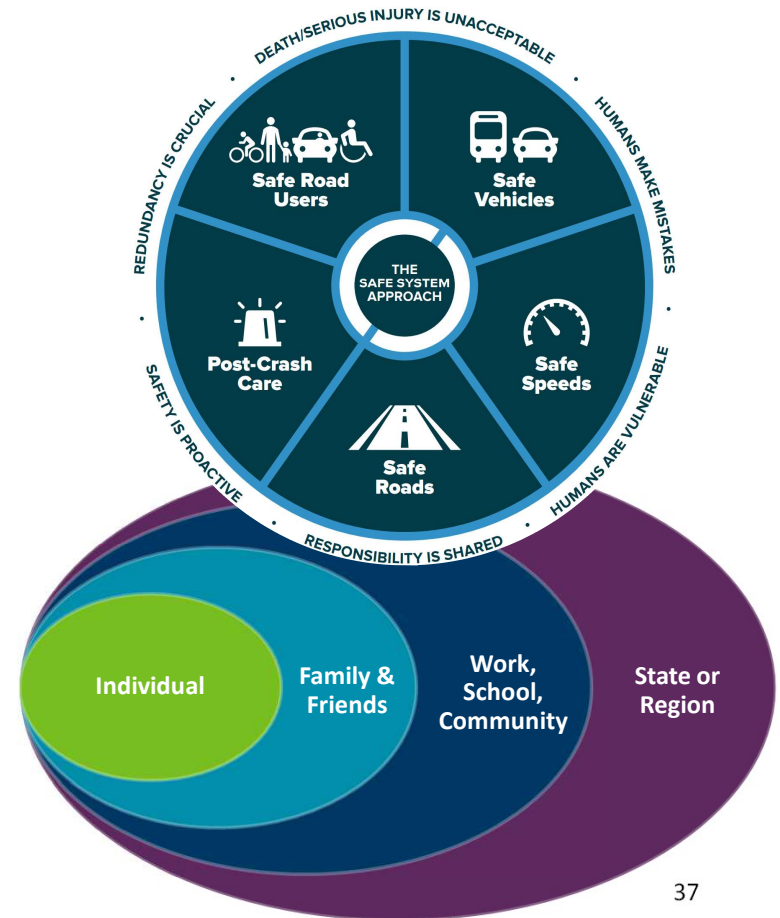 DEATH/SERIOUS INJURY IS UNACCEPTABLE
HUMANS MAKE MISTAKES
HUMANS ARE VULNERABLE
RESPONSIBILITY IS SHARED
SAFETY IS PROACTIVE
REDUNDANCY IS CRUCIAL
Safe Road
Users
Safe
Vehicles
THE
SAFE SYSTEM
APPROACH
Post-Crash
Care
Safe
Speeds
Safe
Roads
Individual
Family &
Friends
Work,
School,
Community
State or
Region
37